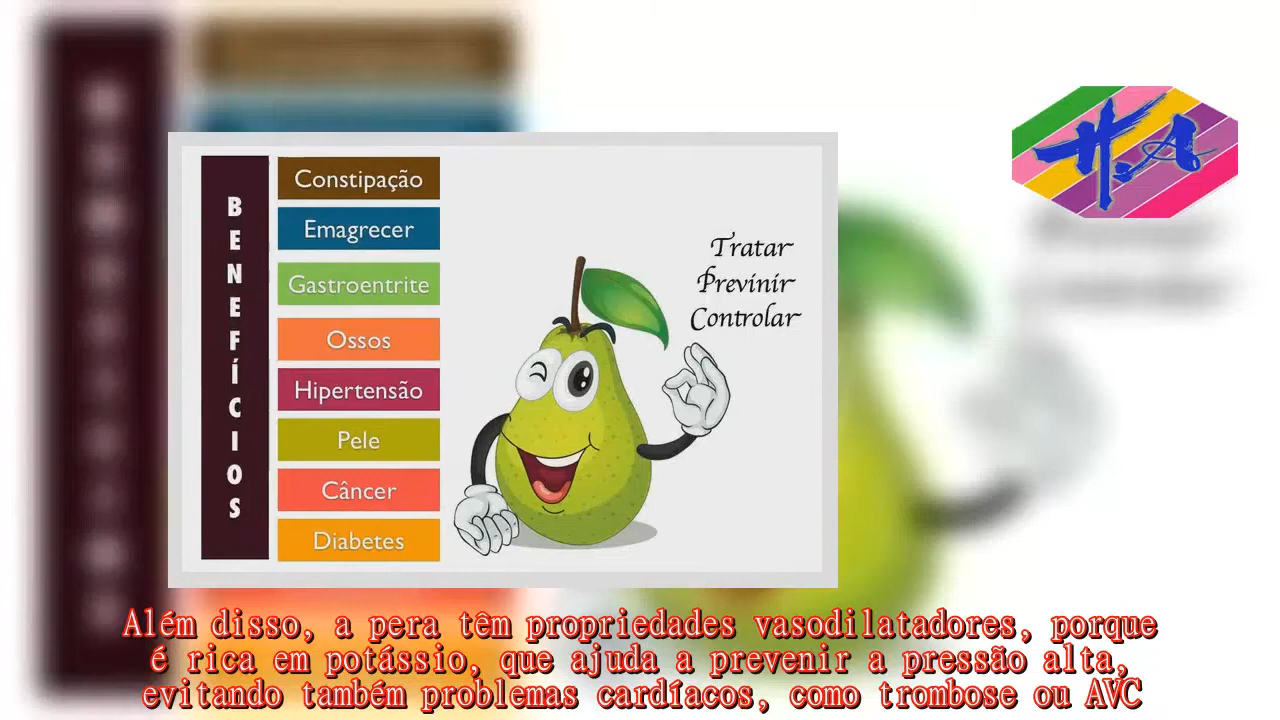 BENEFÍCIOS
Constipação
Emagrecer
Gastroentrite
Ossos
Hipertensão
Pele
Câncer
Diabetes
Tratar
Previnir
Controlar
H.A
Além disso, a pera têm propriedades vasodilatadores, porque
é rica em potássio, que ajuda a prevenir a pressão alta,
evitando também problemas cardíacos, como trombose ou AVC